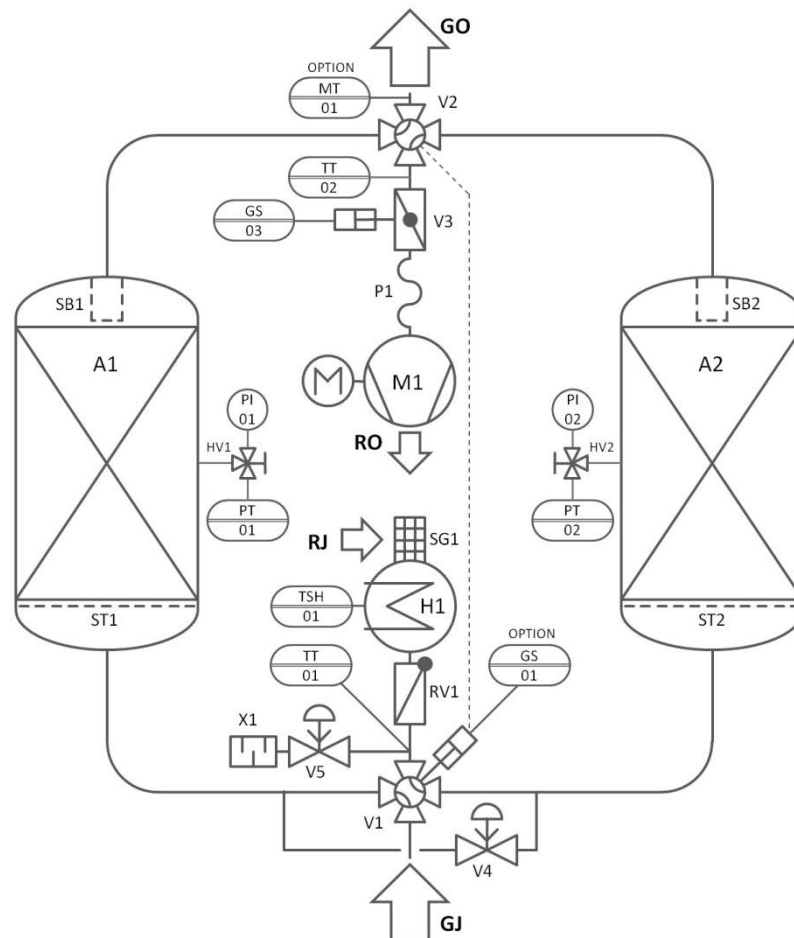 GO
OPTION
MT
01
V2
TT
02
GS
03
V3
P1
SB1
SB2
A1
M
M1
A2
PI
01
PI
02
HV1
HV2
RO
PT
01
PT
02
RJ
SG1
TSH
01
H1
ST1
ST2
OPTION
TT
01
GS
01
RV1
X1
V5
V1
V4
GJ